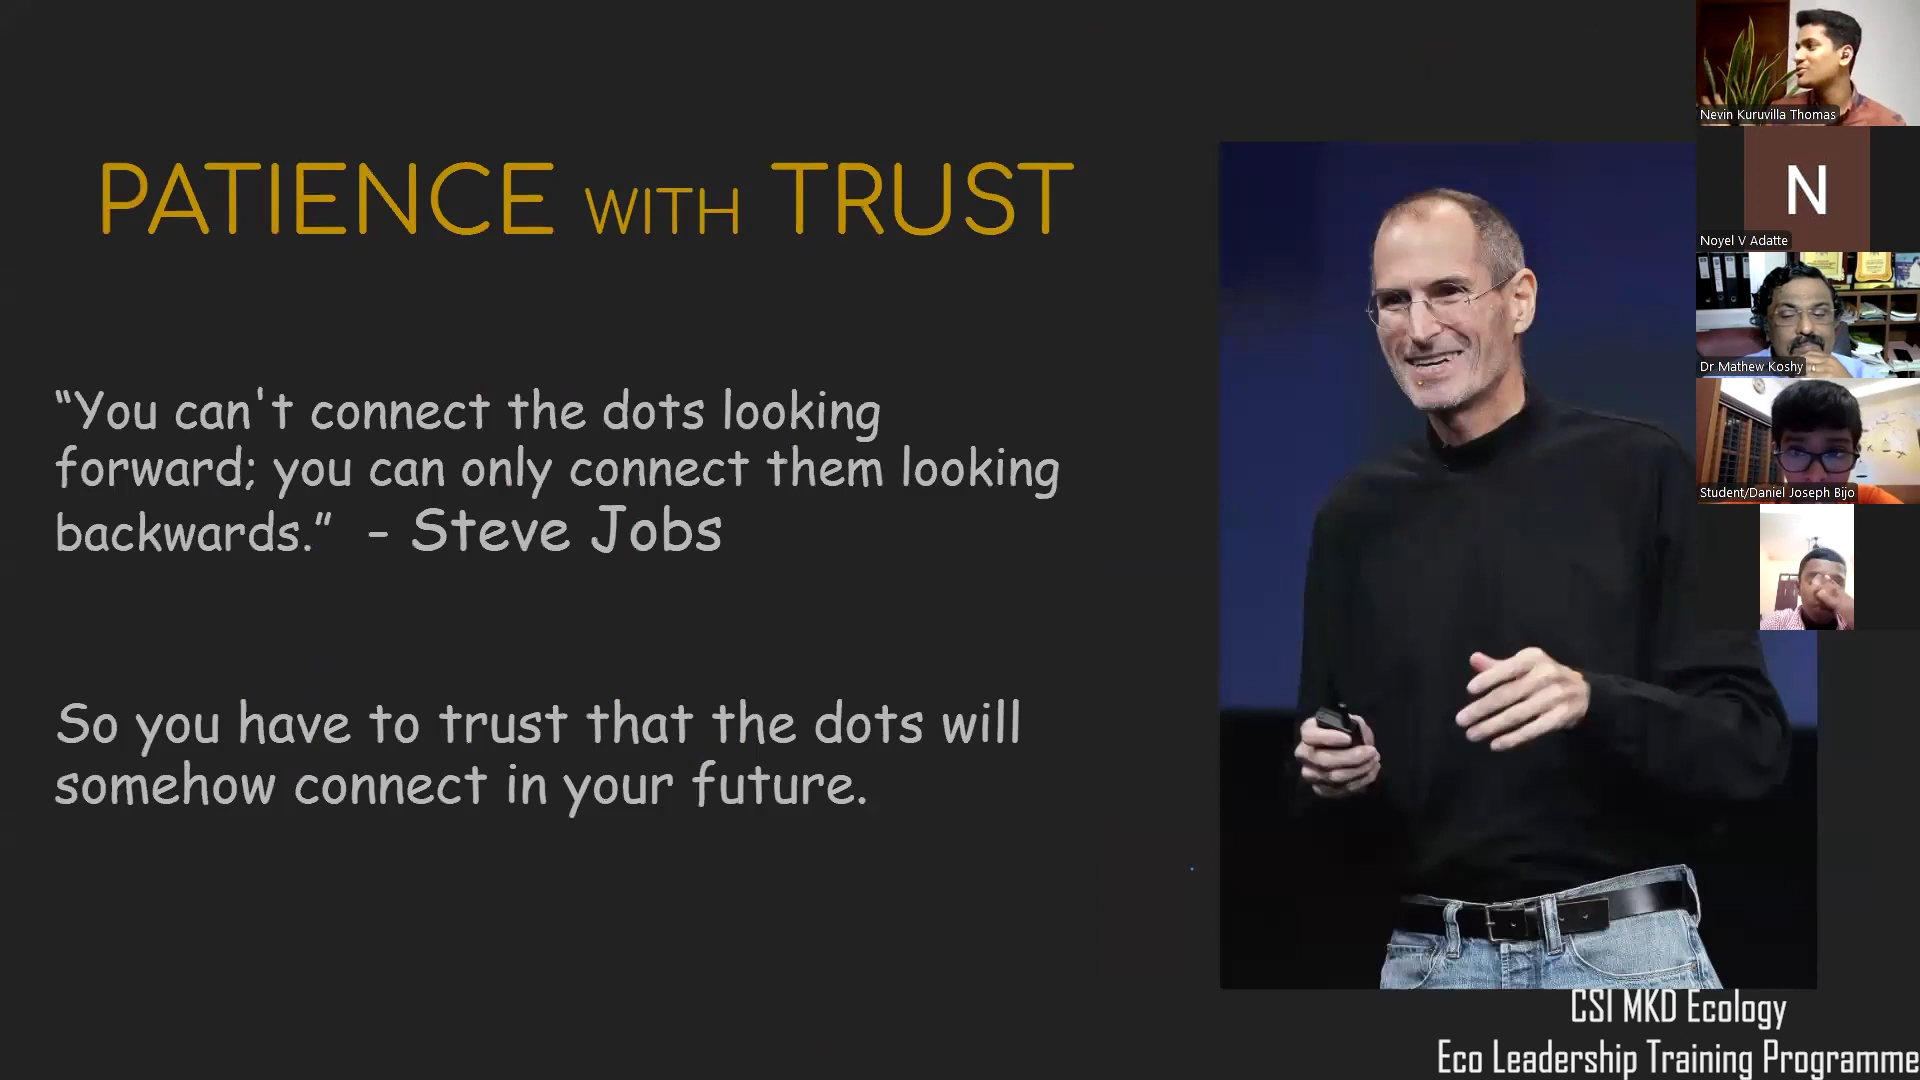 PATIENCE WITH TRUST
“You can't connect the dots looking
forward; you can only connect them looking
backwards.” - Steve Jobs
So you have to trust that the dots will
somehow connect in your future.
Nevin Kuruvilla Thomas
N
Noyel V Adatte
Dr Mathew Koshy
Student/Daniel Joseph Bijo
CSI MKD Ecology
Eco Leadership Training Programme